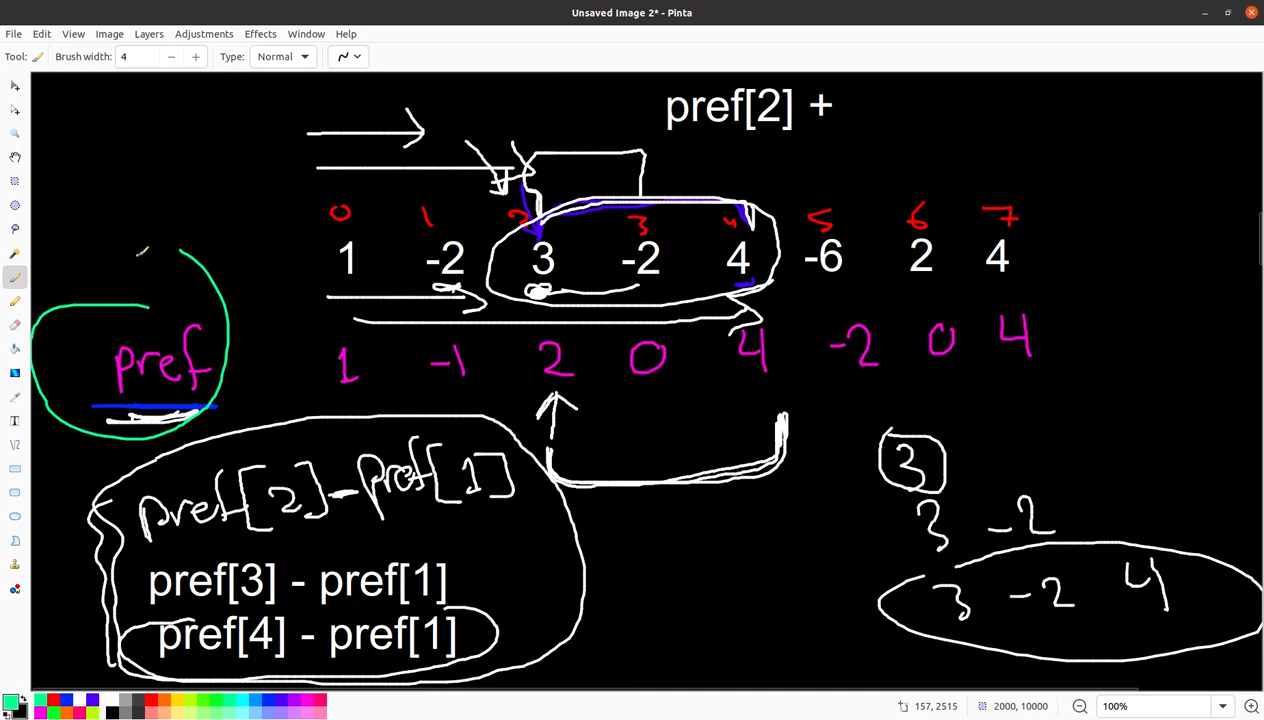 Unsaved Image 2* - Pinta
File Edit View Image Layers Adjustments Effects Window Help
Tool: Brush width: 4 Type: Normal
pref[2] +
0 1 2 3 4 5 6 7
1 -2 3 -2 4 -6 2 4
pref 1 -1 2 0 4 -2 0 4
pref[2] - pref[1]
3
3 -2
pref[3] - pref[1]
3 -2 4
pref[4] - pref[1]
157, 2515 2000, 10000 100%